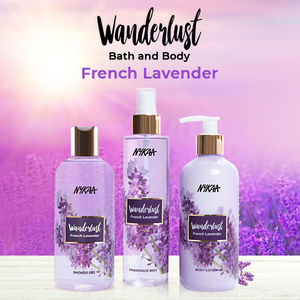 Wanderlust
Bath and Body
French Lavender
NYKAA
Wanderlust
French Lavender
SHOWER GEL
NYKAA
Wanderlust
French Lavender
FRAGRANCE MIST
NYKAA
Wanderlust
French Lavender
BODY LOTION